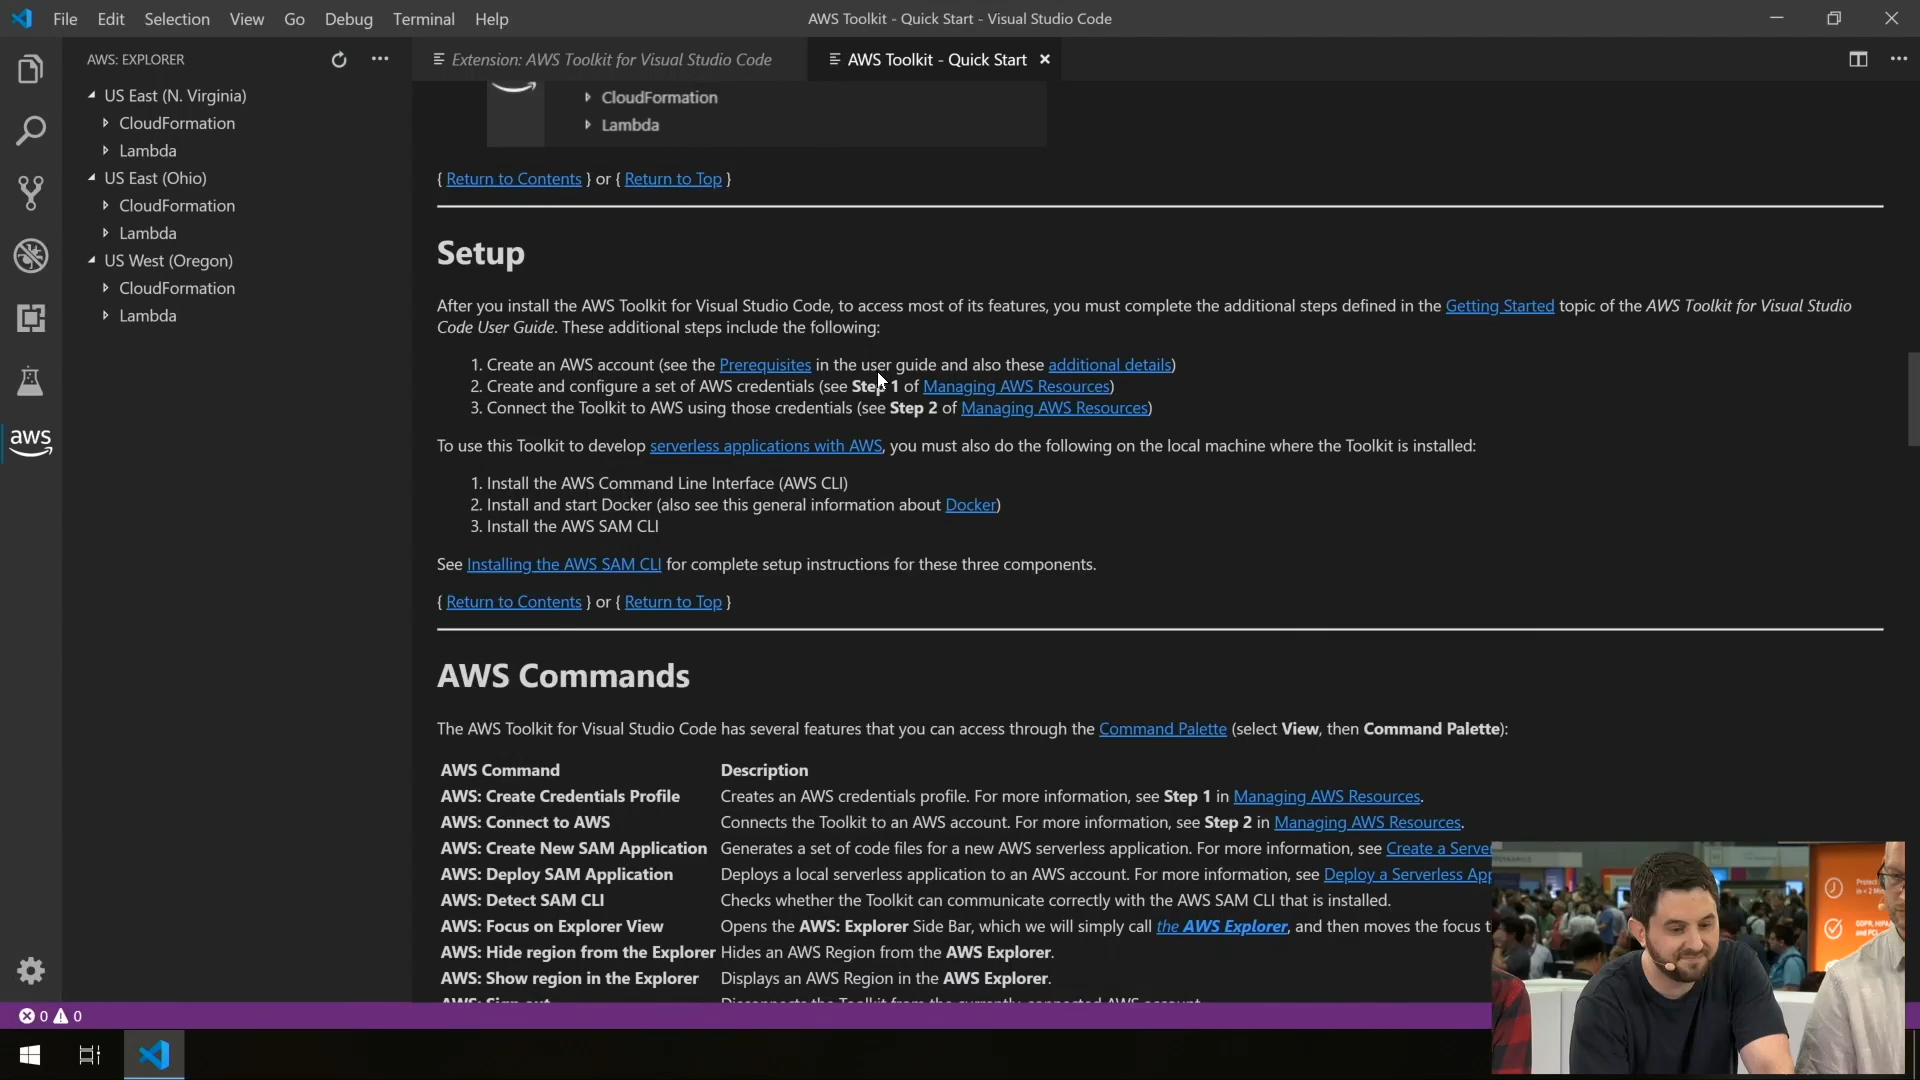 File Edit Selection View Go Debug Terminal Help
AWS Toolkit - Quick Start - Visual Studio Code
AWS: EXPLORER
Extension: AWS Toolkit for Visual Studio Code
AWS Toolkit - Quick Start
US East (N. Virginia)
CloudFormation
Lambda
US East (Ohio)
CloudFormation
Lambda
US West (Oregon)
CloudFormation
Lambda
aws
CloudFormation
Lambda
{ Return to Contents } or { Return to Top }
Setup
After you install the AWS Toolkit for Visual Studio Code, to access most of its features, you must complete the additional steps defined in the Getting Started topic of the AWS Toolkit for Visual Studio
Code User Guide. These additional steps include the following:
1. Create an AWS account (see the Prerequisites in the user guide and also these additional details)
2. Create and configure a set of AWS credentials (see Step 1 of Managing AWS Resources)
3. Connect the Toolkit to AWS using those credentials (see Step 2 of Managing AWS Resources)
To use this Toolkit to develop serverless applications with AWS, you must also do the following on the local machine where the Toolkit is installed:
1. Install the AWS Command Line Interface (AWS CLI)
2. Install and start Docker (also see this general information about Docker)
3. Install the AWS SAM CLI
See Installing the AWS SAM CLI for complete setup instructions for these three components.
{ Return to Contents } or { Return to Top }
AWS Commands
The AWS Toolkit for Visual Studio Code has several features that you can access through the Command Palette (select View, then Command Palette):
AWS Command Description
AWS: Create Credentials Profile Creates an AWS credentials profile. For more information, see Step 1 in Managing AWS Resources.
AWS: Connect to AWS Connects the Toolkit to an AWS account. For more information, see Step 2 in Managing AWS Resources.
AWS: Create New SAM Application Generates a set of code files for a new AWS serverless application. For more information, see Create a Serve
AWS: Deploy SAM Application Deploys a local serverless application to an AWS account. For more information, see Deploy a Serverless App
AWS: Detect SAM CLI Checks whether the Toolkit can communicate correctly with the AWS SAM CLI that is installed.
AWS: Focus on Explorer View Opens the AWS: Explorer Side Bar, which we will simply call the AWS Explorer, and then moves the focus t
AWS: Hide region from the Explorer Hides an AWS Region from the AWS Explorer.
AWS: Show region in the Explorer Displays an AWS Region in the AWS Explorer.
AWS: Sign out Disconnects the Toolkit from the currently-connected AWS account.
0 0